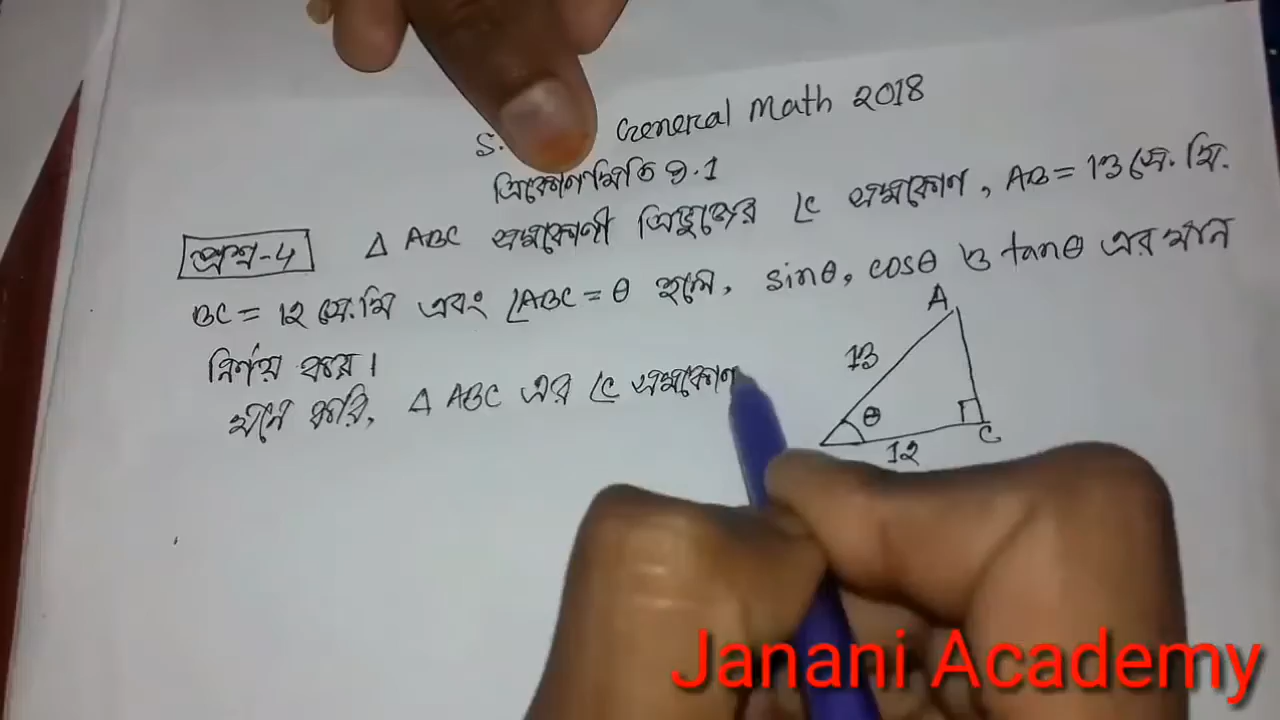 S. General Math 2018
ত্রিকোণমিতি 9.1
প্রশ্ন-4 Δ ABC সমকোণী ত্রিভুজের ∠C সমকোণ, AB = 13 সে. মি.
BC = 12 সে.মি এবং ∠ABC = θ হলে, sinθ, cosθ ও tanθ এর মান
নির্ণয় কর।
মনে করি, Δ ABC এর ∠C সমকোণ
A
13
θ
12
C
Janani Academy